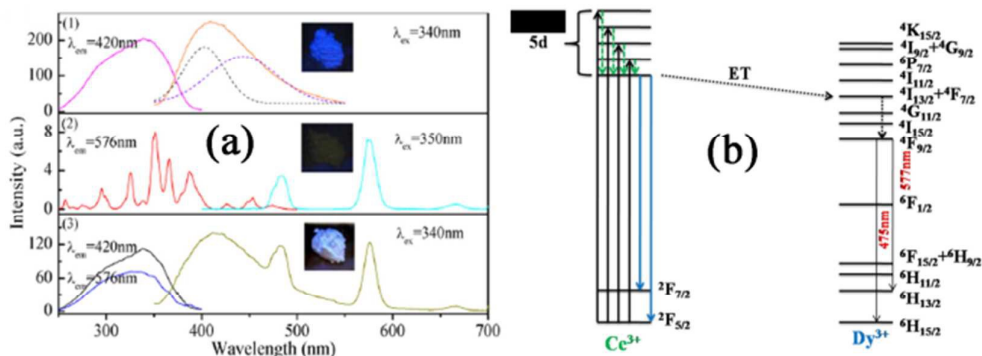 (1)
λem=420nm
λex=340nm
(2)
λem=576nm
λex=350nm
(3)
λem=420nm
λem=576nm
λex=340nm
(a)
200
100
0
8
4
0
120
60
0
250 300 400 500 600 700
Intensity (a.u.)
Wavelength (nm)
5d
ET
(b)
²F7/2
²F5/2
Ce³⁺
⁴K15/2
⁴I9/2+⁴G9/2
⁶P7/2
⁴I11/2
⁴I13/2+⁴F7/2
⁴G11/2
⁴I15/2
⁴F9/2
577nm
⁶F1/2
475nm
⁶F15/2+⁶H9/2
⁶H11/2
⁶H13/2
⁶H15/2
Dy³⁺